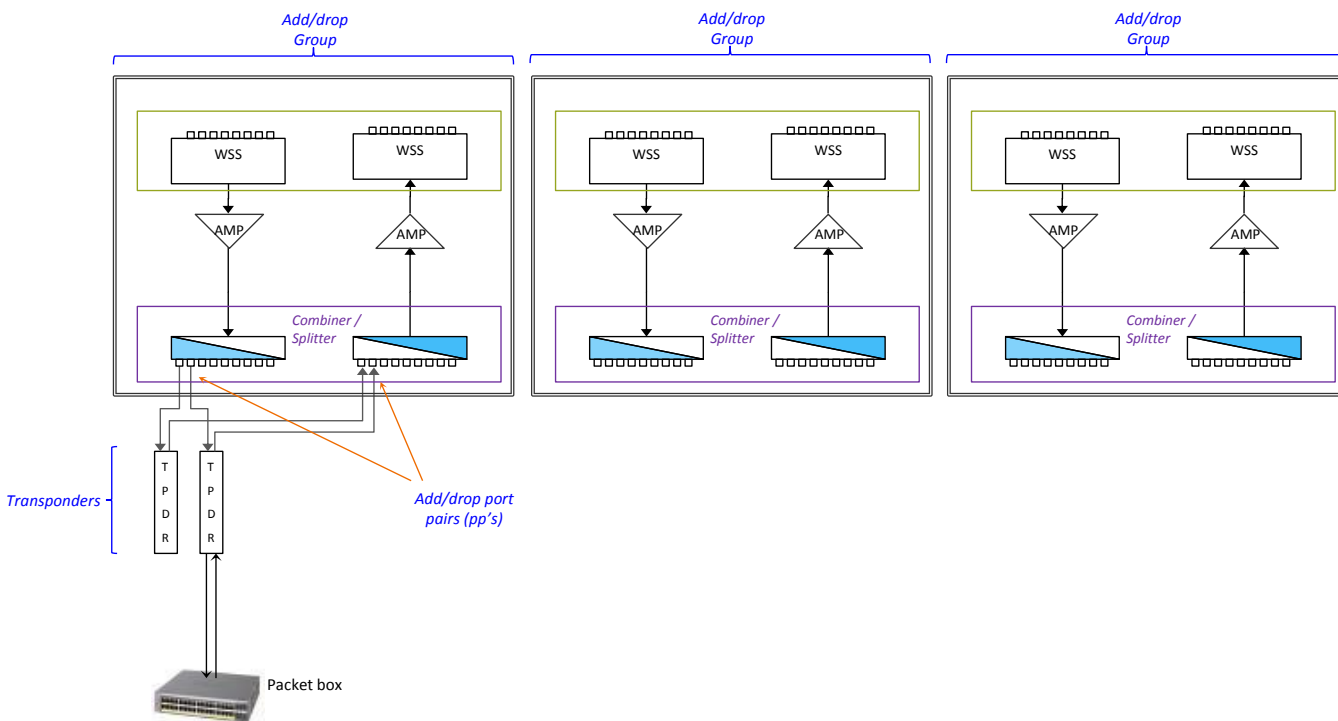 Add/drop
Group
Add/drop
Group
Add/drop
Group
WSS
WSS
WSS
WSS
WSS
WSS
AMP
AMP
AMP
AMP
AMP
AMP
Combiner /
Splitter
Combiner /
Splitter
Combiner /
Splitter
Transponders
T
P
D
R
T
P
D
R
Add/drop port
pairs (pp's)
Packet box